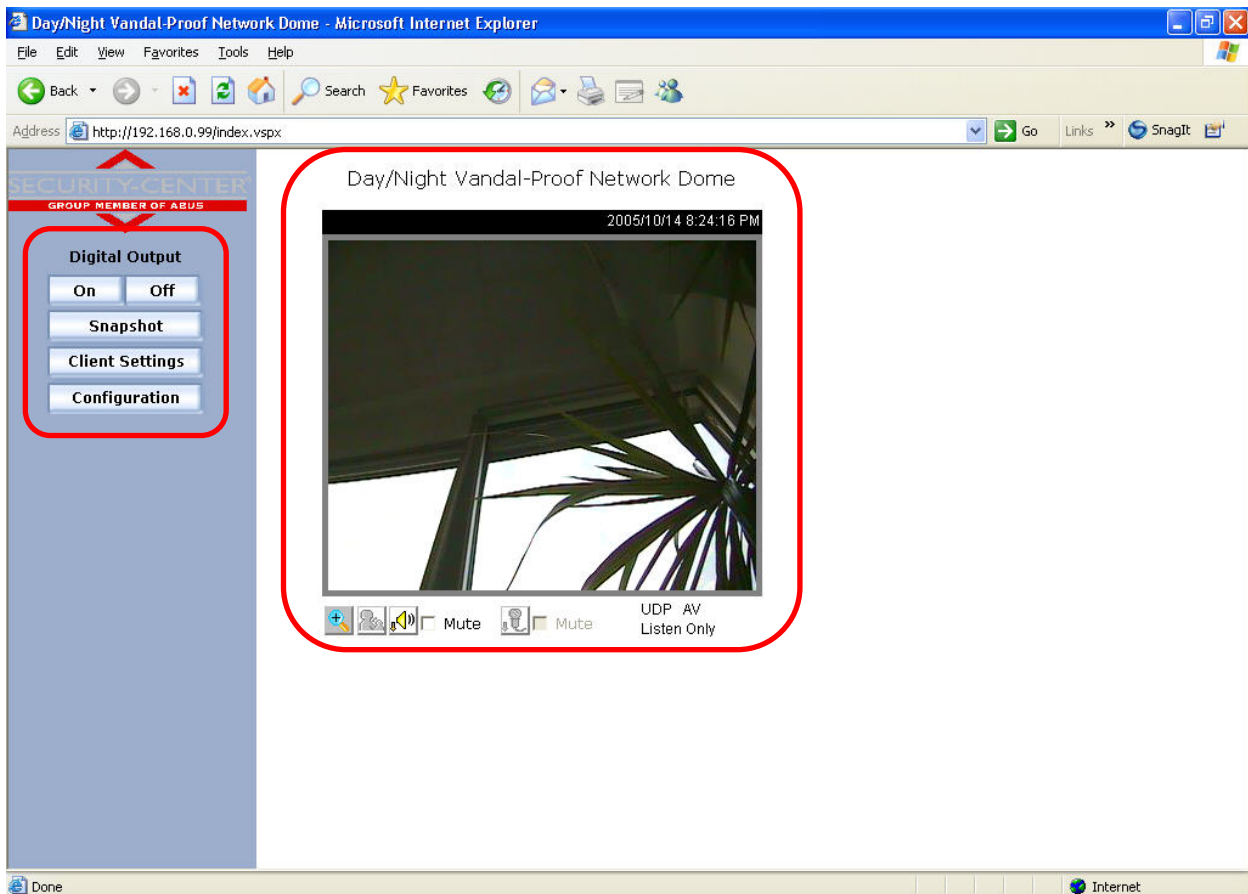 Day/Night Vandal-Proof Network Dome - Microsoft Internet Explorer
File Edit View Favorites Tools Help
Back Search Favorites
Address http://192.168.0.99/index.vspx Go Links » SnagIt
SECURITY-CENTER®
GROUP MEMBER OF ABUS
Digital Output
On Off
Snapshot
Client Settings
Configuration
Day/Night Vandal-Proof Network Dome
2005/10/14 8:24:16 PM
Mute Mute
UDP AV
Listen Only
Done Internet